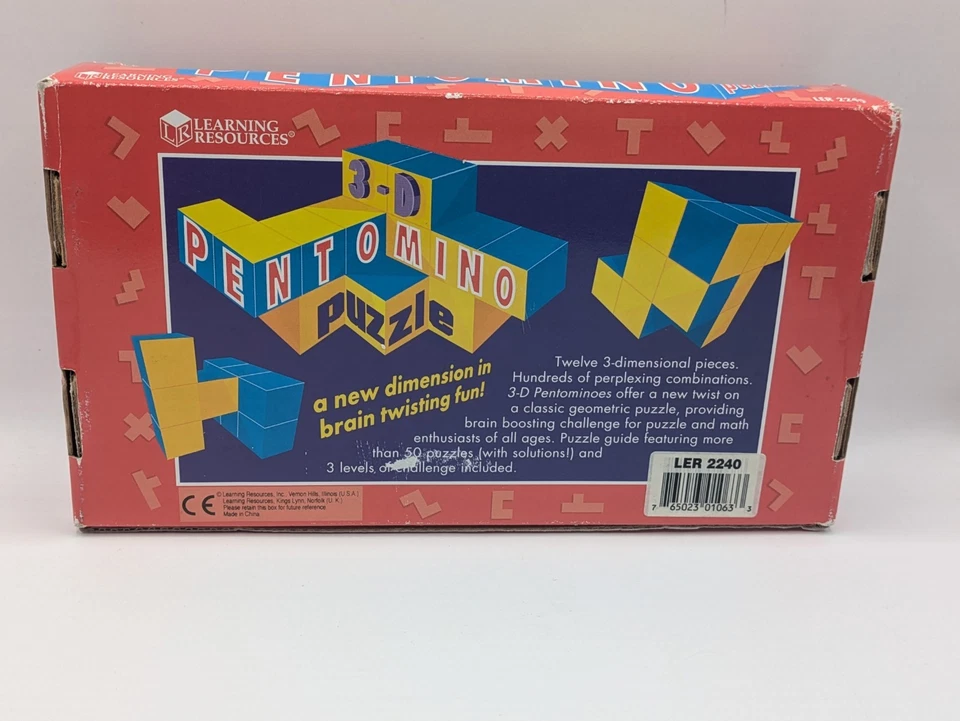 LEARNING
RESOURCES®
PENTOMINO
LER 2240
LEARNING
RESOURCES®
3-D
PENTOMINO
puzzle
a new dimension in
brain twisting fun!
Twelve 3-dimensional pieces.
Hundreds of perplexing combinations.
3-D Pentominoes offer a new twist on
a classic geometric puzzle, providing
brain boosting challenge for puzzle and math
enthusiasts of all ages. Puzzle guide featuring more
than 50 puzzles (with solutions!) and
3 levels of challenge included.
CE
© Learning Resources, Inc., Vernon Hills, Illinois (U.S.A.)
Learning Resources, Kings Lynn, Norfolk (U.K.)
Please retain this box for future reference.
Made in China.
LER 2240
7 65023 01063 3